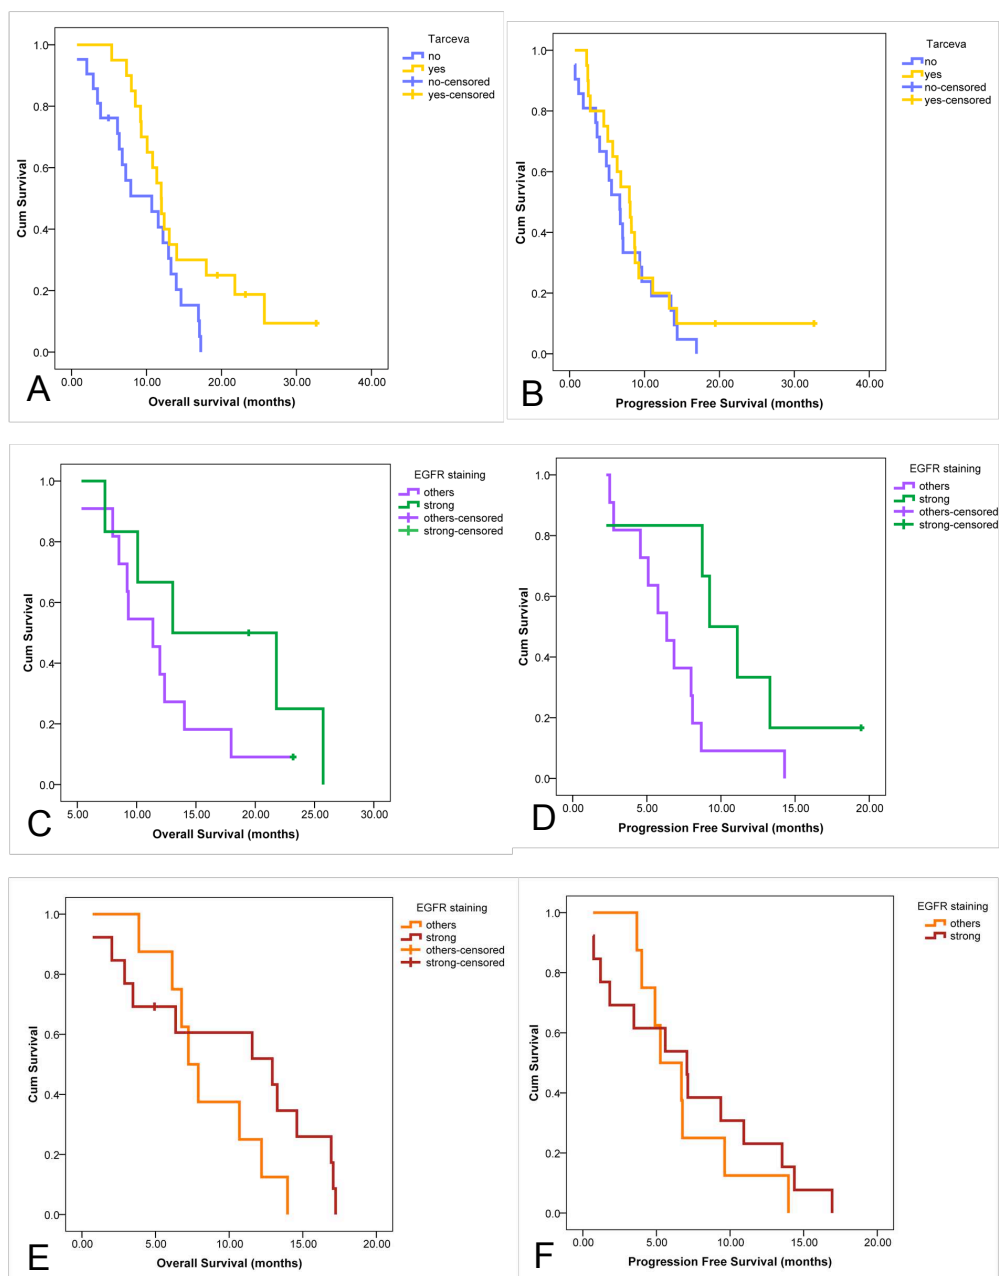 Tarceva
no
yes
no-censored
yes-censored
Cum Survival
1.0
0.8
0.6
0.4
0.2
0.0
0.00 10.00 20.00 30.00 40.00
Overall survival (months)
A
Tarceva
no
yes
no-censored
yes-censored
Cum Survival
1.0
0.8
0.6
0.4
0.2
0.0
0.00 10.00 20.00 30.00 40.00
Progression Free Survival (months)
B
EGFR staining
others
strong
others-censored
strong-censored
Cum Survival
1.0
0.8
0.6
0.4
0.2
0.0
5.00 10.00 15.00 20.00 25.00 30.00
Overall Survival (months)
C
EGFR staining
others
strong
others-censored
strong-censored
Cum Survival
1.0
0.8
0.6
0.4
0.2
0.0
0.00 5.00 10.00 15.00 20.00
Progression Free Survival (months)
D
EGFR staining
others
strong
others-censored
strong-censored
Cum Survival
1.0
0.8
0.6
0.4
0.2
0.0
0.00 5.00 10.00 15.00 20.00
Overall Survival (months)
E
EGFR staining
others
strong
Cum Survival
1.0
0.8
0.6
0.4
0.2
0.0
0.00 5.00 10.00 15.00 20.00
Progression Free Survival (months)
F